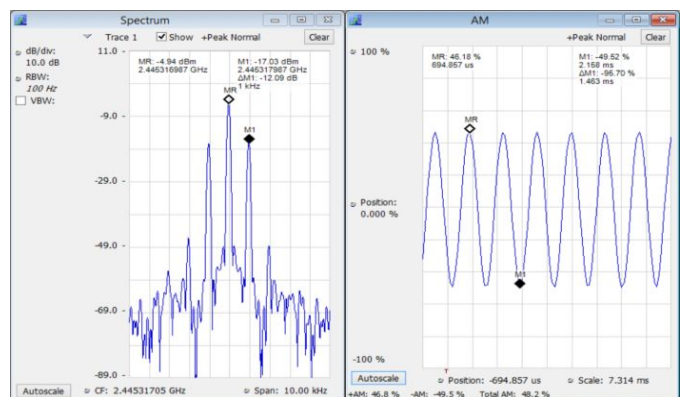 Spectrum
Trace 1 Show +Peak Normal Clear
dB/div:
10.0 dB
RBW:
100 Hz
VBW:
11.0
-9.0
-29.0
-49.0
-69.0
-89.0
MR: -4.94 dBm
2.445316987 GHz
M1: -17.03 dBm
2.445317987 GHz
ΔM1: -12.09 dB
1 kHz
MR
M1
Autoscale
CF: 2.44531705 GHz
Span: 10.00 kHz
AM
+Peak Normal Clear
100 %
MR: 46.18 %
694.857 us
M1: -49.52 %
2.158 ms
ΔM1: -96.70 %
1.463 ms
MR
Position:
0.000 %
M1
-100 %
T
Autoscale
Position: -694.857 us
Scale: 7.314 ms
+AM: 46.8 % -AM: -49.5 % Total AM: 48.2 %